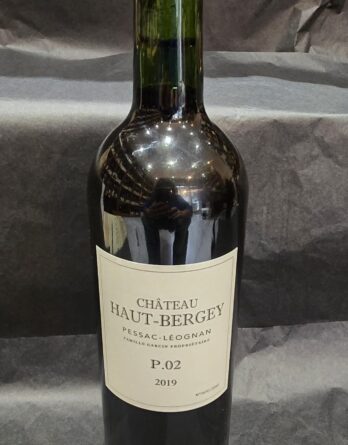 CHÂTEAU
HAUT-BERGEY
PESSAC-LÉOGNAN
FAMILLE GARCIN PROPRIÉTAIRE
P.02
2019